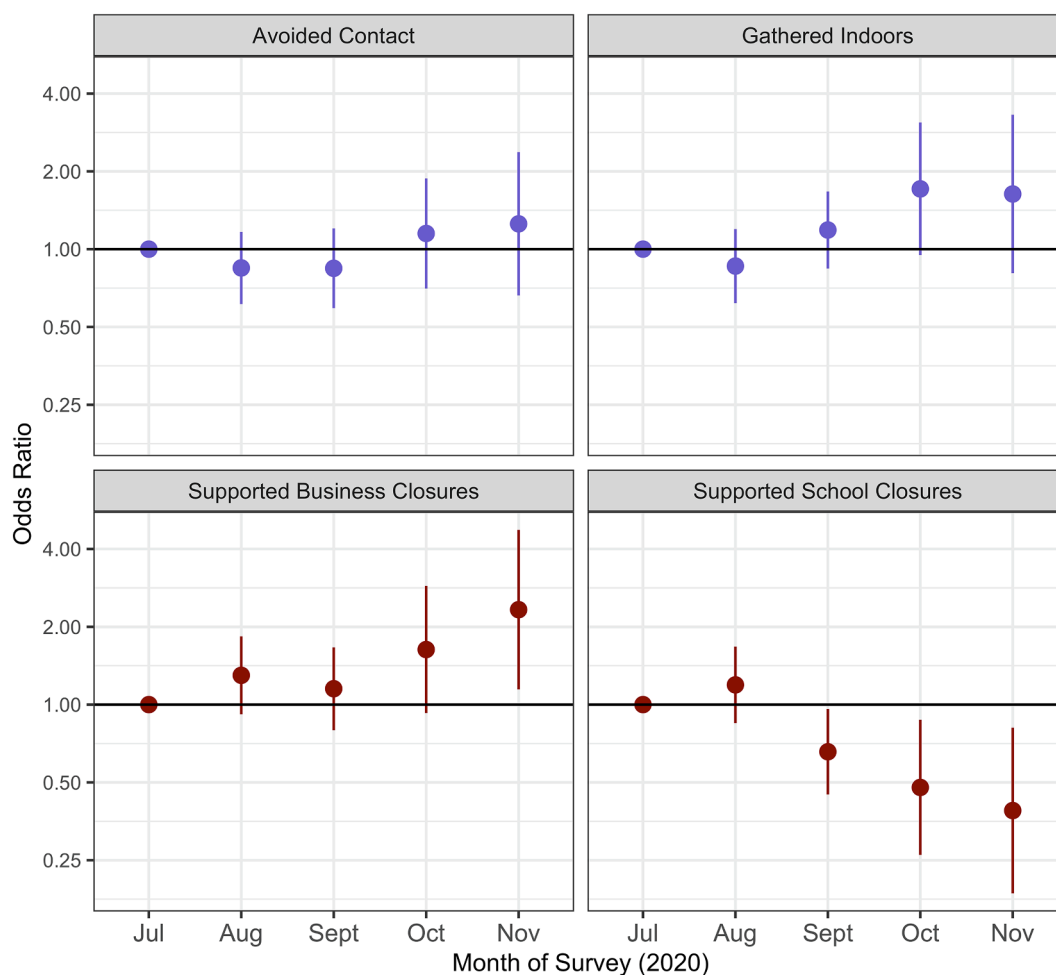 Avoided Contact
Gathered Indoors
4.00
2.00
1.00
0.50
0.25
Odds Ratio
Supported Business Closures
Supported School Closures
4.00
2.00
1.00
0.50
0.25
Jul Aug Sept Oct Nov
Jul Aug Sept Oct Nov
Month of Survey (2020)